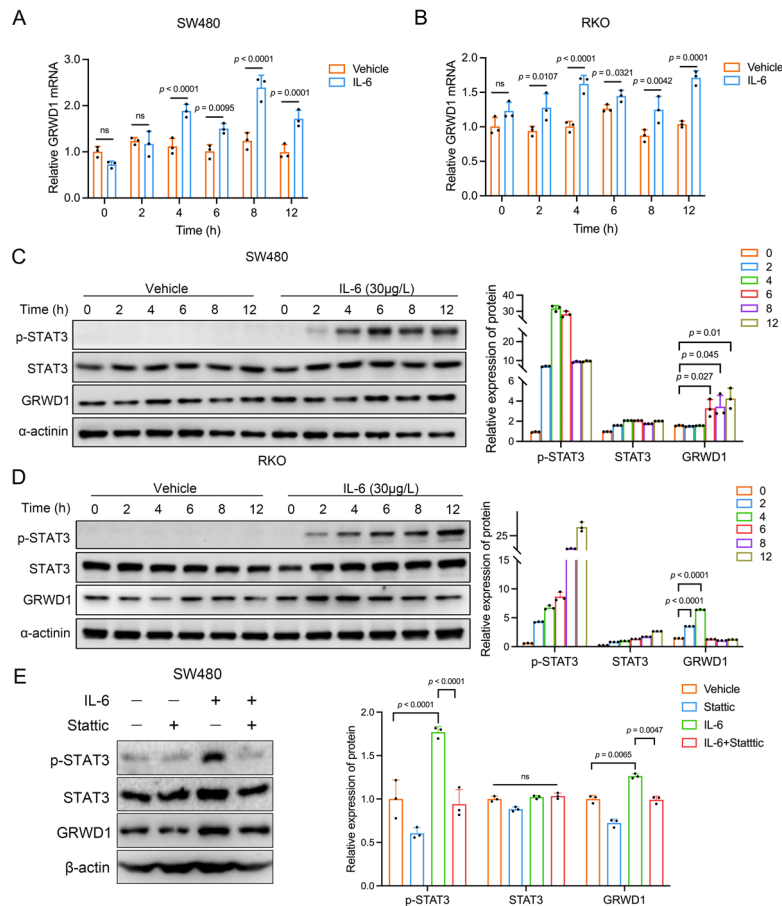 A
SW480
Relative GRWD1 mRNA
3.0
2.0
1.0
0.0
ns
ns
p < 0.0001
p = 0.0095
p < 0.0001
p = 0.0001
0 2 4 6 8 12
Time (h)
Vehicle
IL-6
B
RKO
Relative GRWD1 mRNA
2.0
1.5
1.0
0.5
0.0
ns
p = 0.0107
p < 0.0001
p = 0..0321
p = 0.0042
p = 0.0001
0 2 4 6 8 12
Time (h)
Vehicle
IL-6
C
SW480
Vehicle IL-6 (30μg/L)
Time (h) 0 2 4 6 8 12 0 2 4 6 8 12
p-STAT3
STAT3
GRWD1
α-actinin
Relative expression of protein
30
20
10
6
4
2
0
p = 0.01
p = 0.045
p = 0.027
p-STAT3 STAT3 GRWD1
0
2
4
6
8
12
RKO
D
Vehicle IL-6 (30μg/L)
Time (h) 0 2 4 6 8 12 0 2 4 6 8 12
p-STAT3
STAT3
GRWD1
α-actinin
Relative expression of protein
25
15
10
5
0
p < 0.0001
p < 0.0001
p-STAT3 STAT3 GRWD1
0
2
4
6
8
12
E
SW480
IL-6 – – + +
Stattic – + – +
p-STAT3
STAT3
GRWD1
β-actin
Relative expression of protein
2.0
1.5
1.0
0.5
0.0
p < 0.0001
p < 0.0001
ns
p = 0.0065
p = 0.0047
p-STAT3 STAT3 GRWD1
Vehicle
Stattic
IL-6
IL-6+Statttic